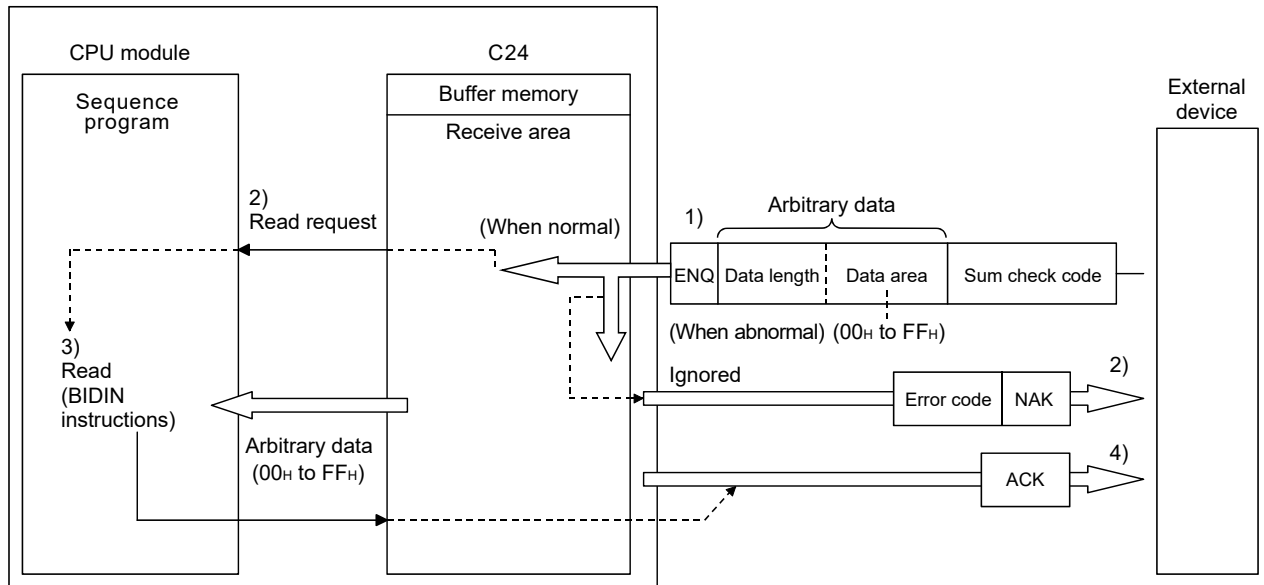 CPU module
C24
Sequence
program
Buffer memory
Receive area
External
device
2)
Read request
(When normal)
1)
Arbitrary data
ENQ
Data length
Data area
Sum check code
(When abnormal)
(00H to FFH)
3)
Read
(BIDIN
instructions)
Ignored
Error code
NAK
2)
Arbitrary data
(00H to FFH)
ACK
4)